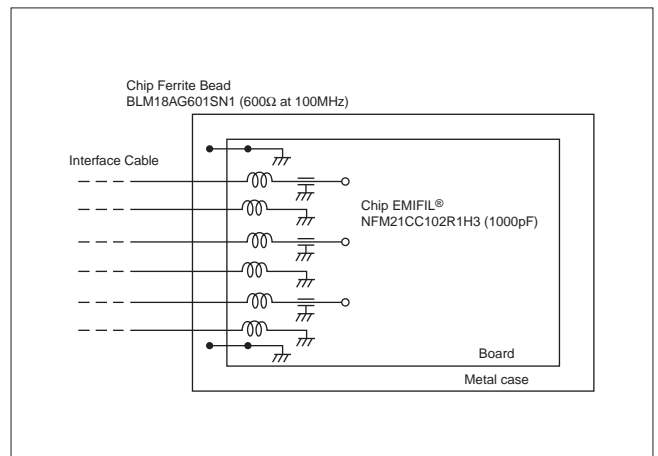 Chip Ferrite Bead
BLM18AG601SN1 (600Ω at 100MHz)
Interface Cable
Chip EMIFIL®
NFM21CC102R1H3 (1000pF)
Board
Metal case